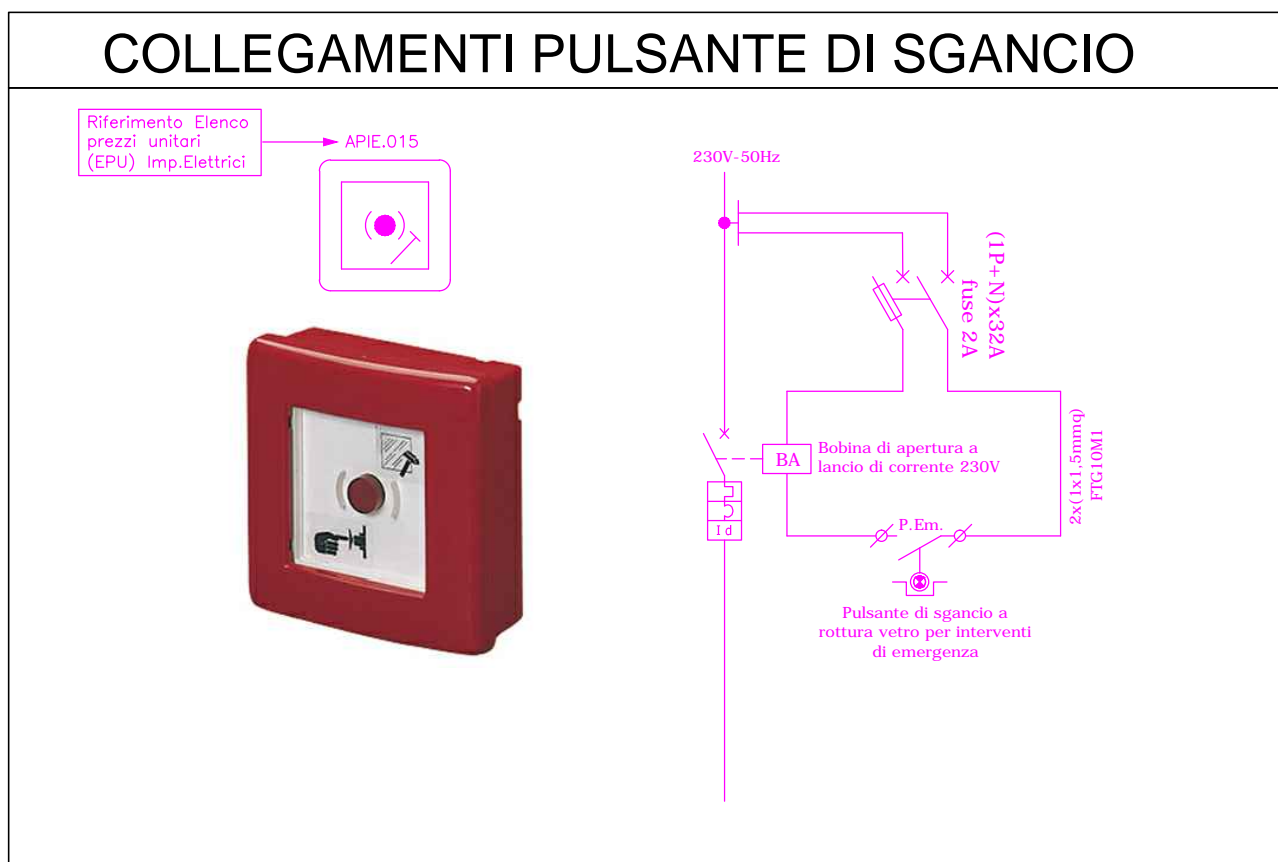 COLLEGAMENTI PULSANTE DI SGANCIO
Riferimento Elenco
prezzi unitari
(EPU) Imp.Elettrici
APIE.015
230V-50Hz
(1P+N)x32A
fuse 2A
BA
Bobina di apertura a
lancio di corrente 230V
Id
2x(1x1,5mmq)
FTG10M1
P.Em.
Pulsante di sgancio a
rottura vetro per interventi
di emergenza